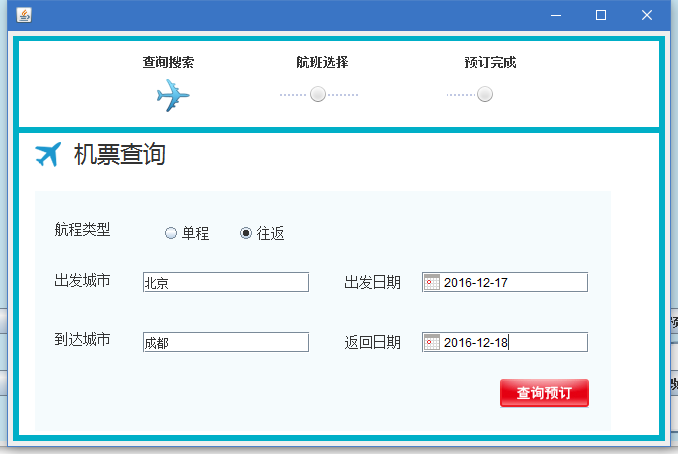 查询搜索 航班选择 预订完成
机票查询
航程类型 单程 往返
出发城市 北京 出发日期 2016-12-17
到达城市 成都 返回日期 2016-12-18
查询预订